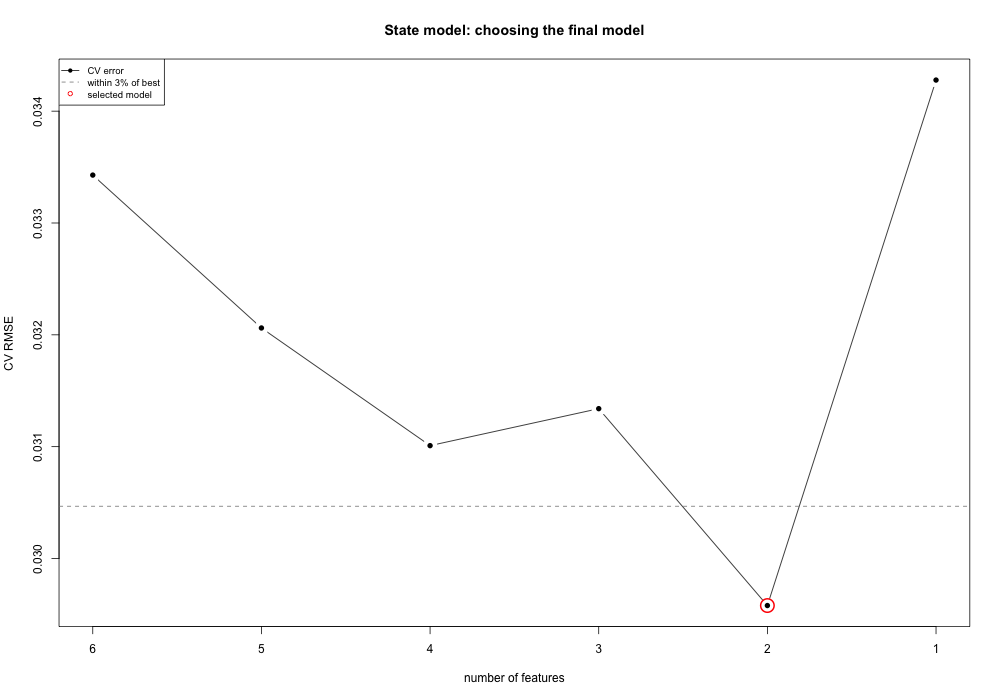 State model: choosing the final model
CV error
within 3% of best
selected model
CV RMSE
0.034
0.033
0.032
0.031
0.030
6 5 4 3 2 1
number of features